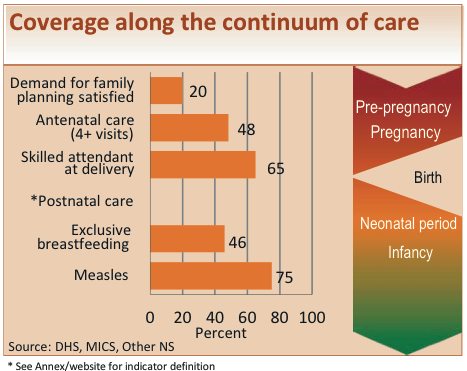 Coverage along the continuum of care
Demand for family
planning satisfied
20
Antenatal care
(4+ visits)
48
Skilled attendant
at delivery
65
*Postnatal care
Exclusive
breastfeeding
46
Measles
75
0 20 40 60 80 100
Percent
Pre-pregnancy
Pregnancy
Birth
Neonatal period
Infancy
Source: DHS, MICS, Other NS
* See Annex/website for indicator definition